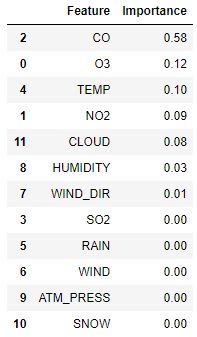 Feature Importance
2 CO 0.58
0 O3 0.12
4 TEMP 0.10
1 NO2 0.09
11 CLOUD 0.08
8 HUMIDITY 0.03
7 WIND_DIR 0.01
3 SO2 0.00
5 RAIN 0.00
6 WIND 0.00
9 ATM_PRESS 0.00
10 SNOW 0.00